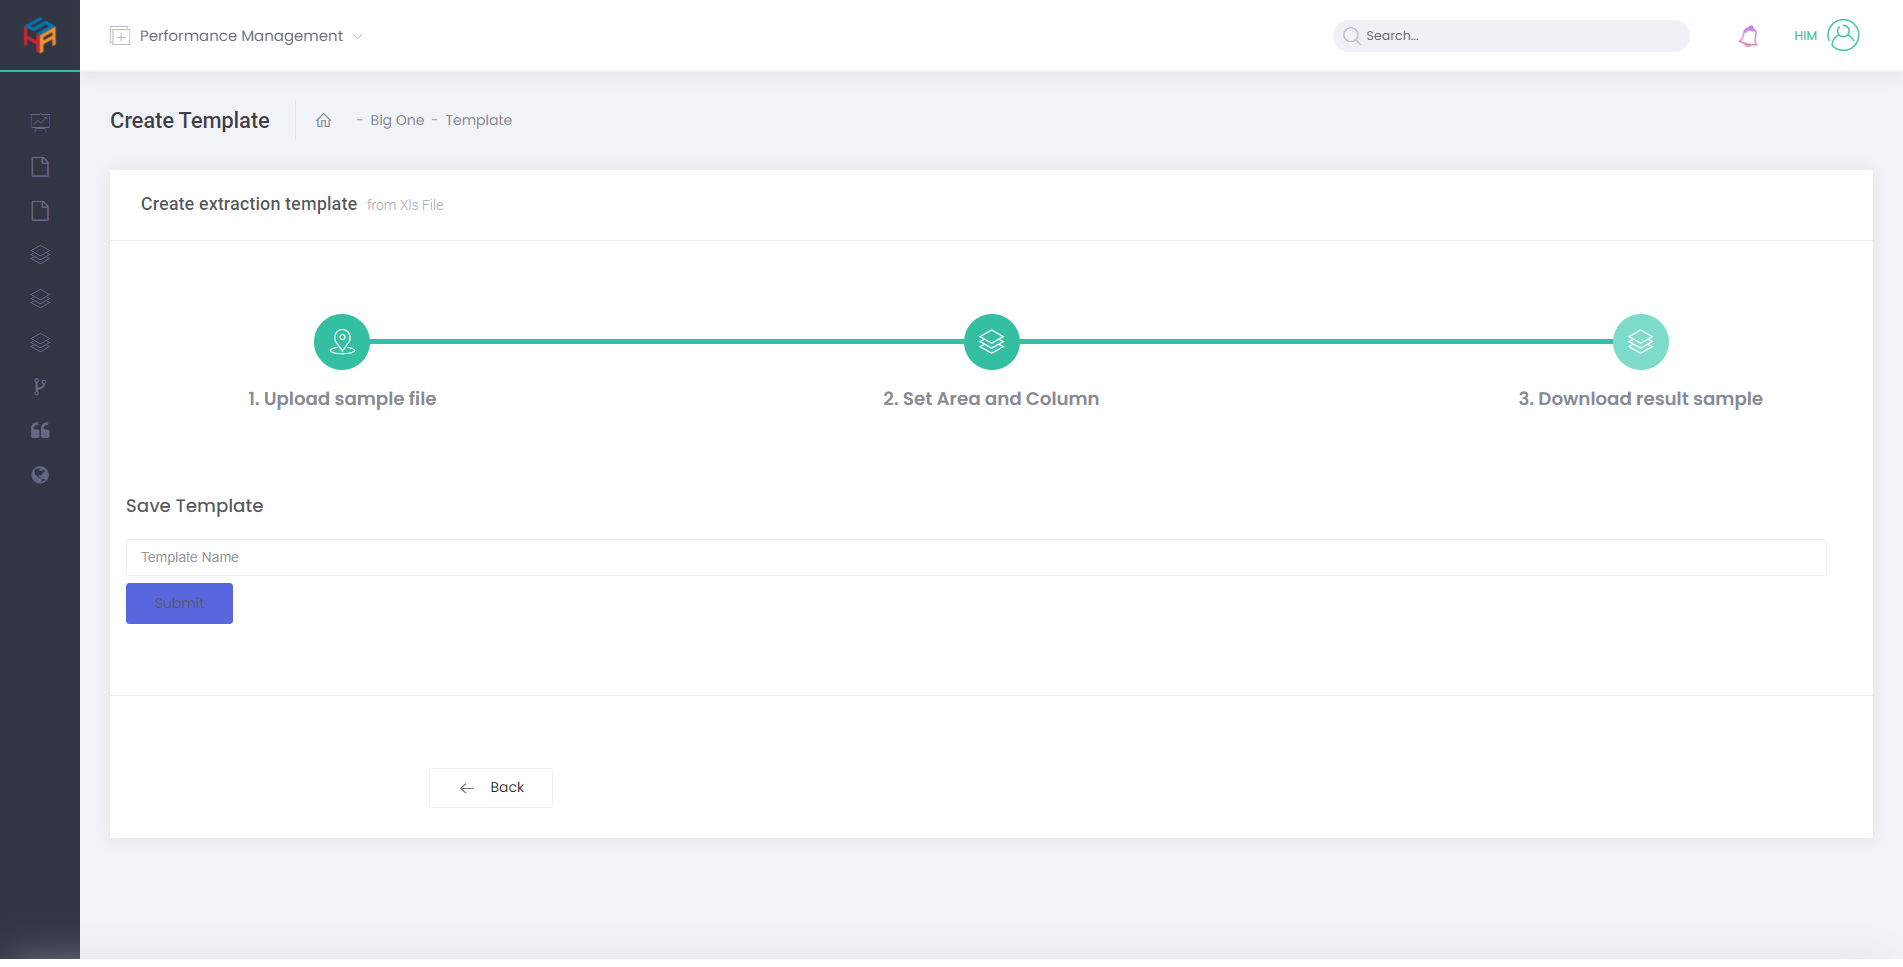 Performance Management
Search...
HIM
Create Template
- Big One - Template
Create extraction template from Xls File
1. Upload sample file
2. Set Area and Column
3. Download result sample
Save Template
Template Name
Submit
Back